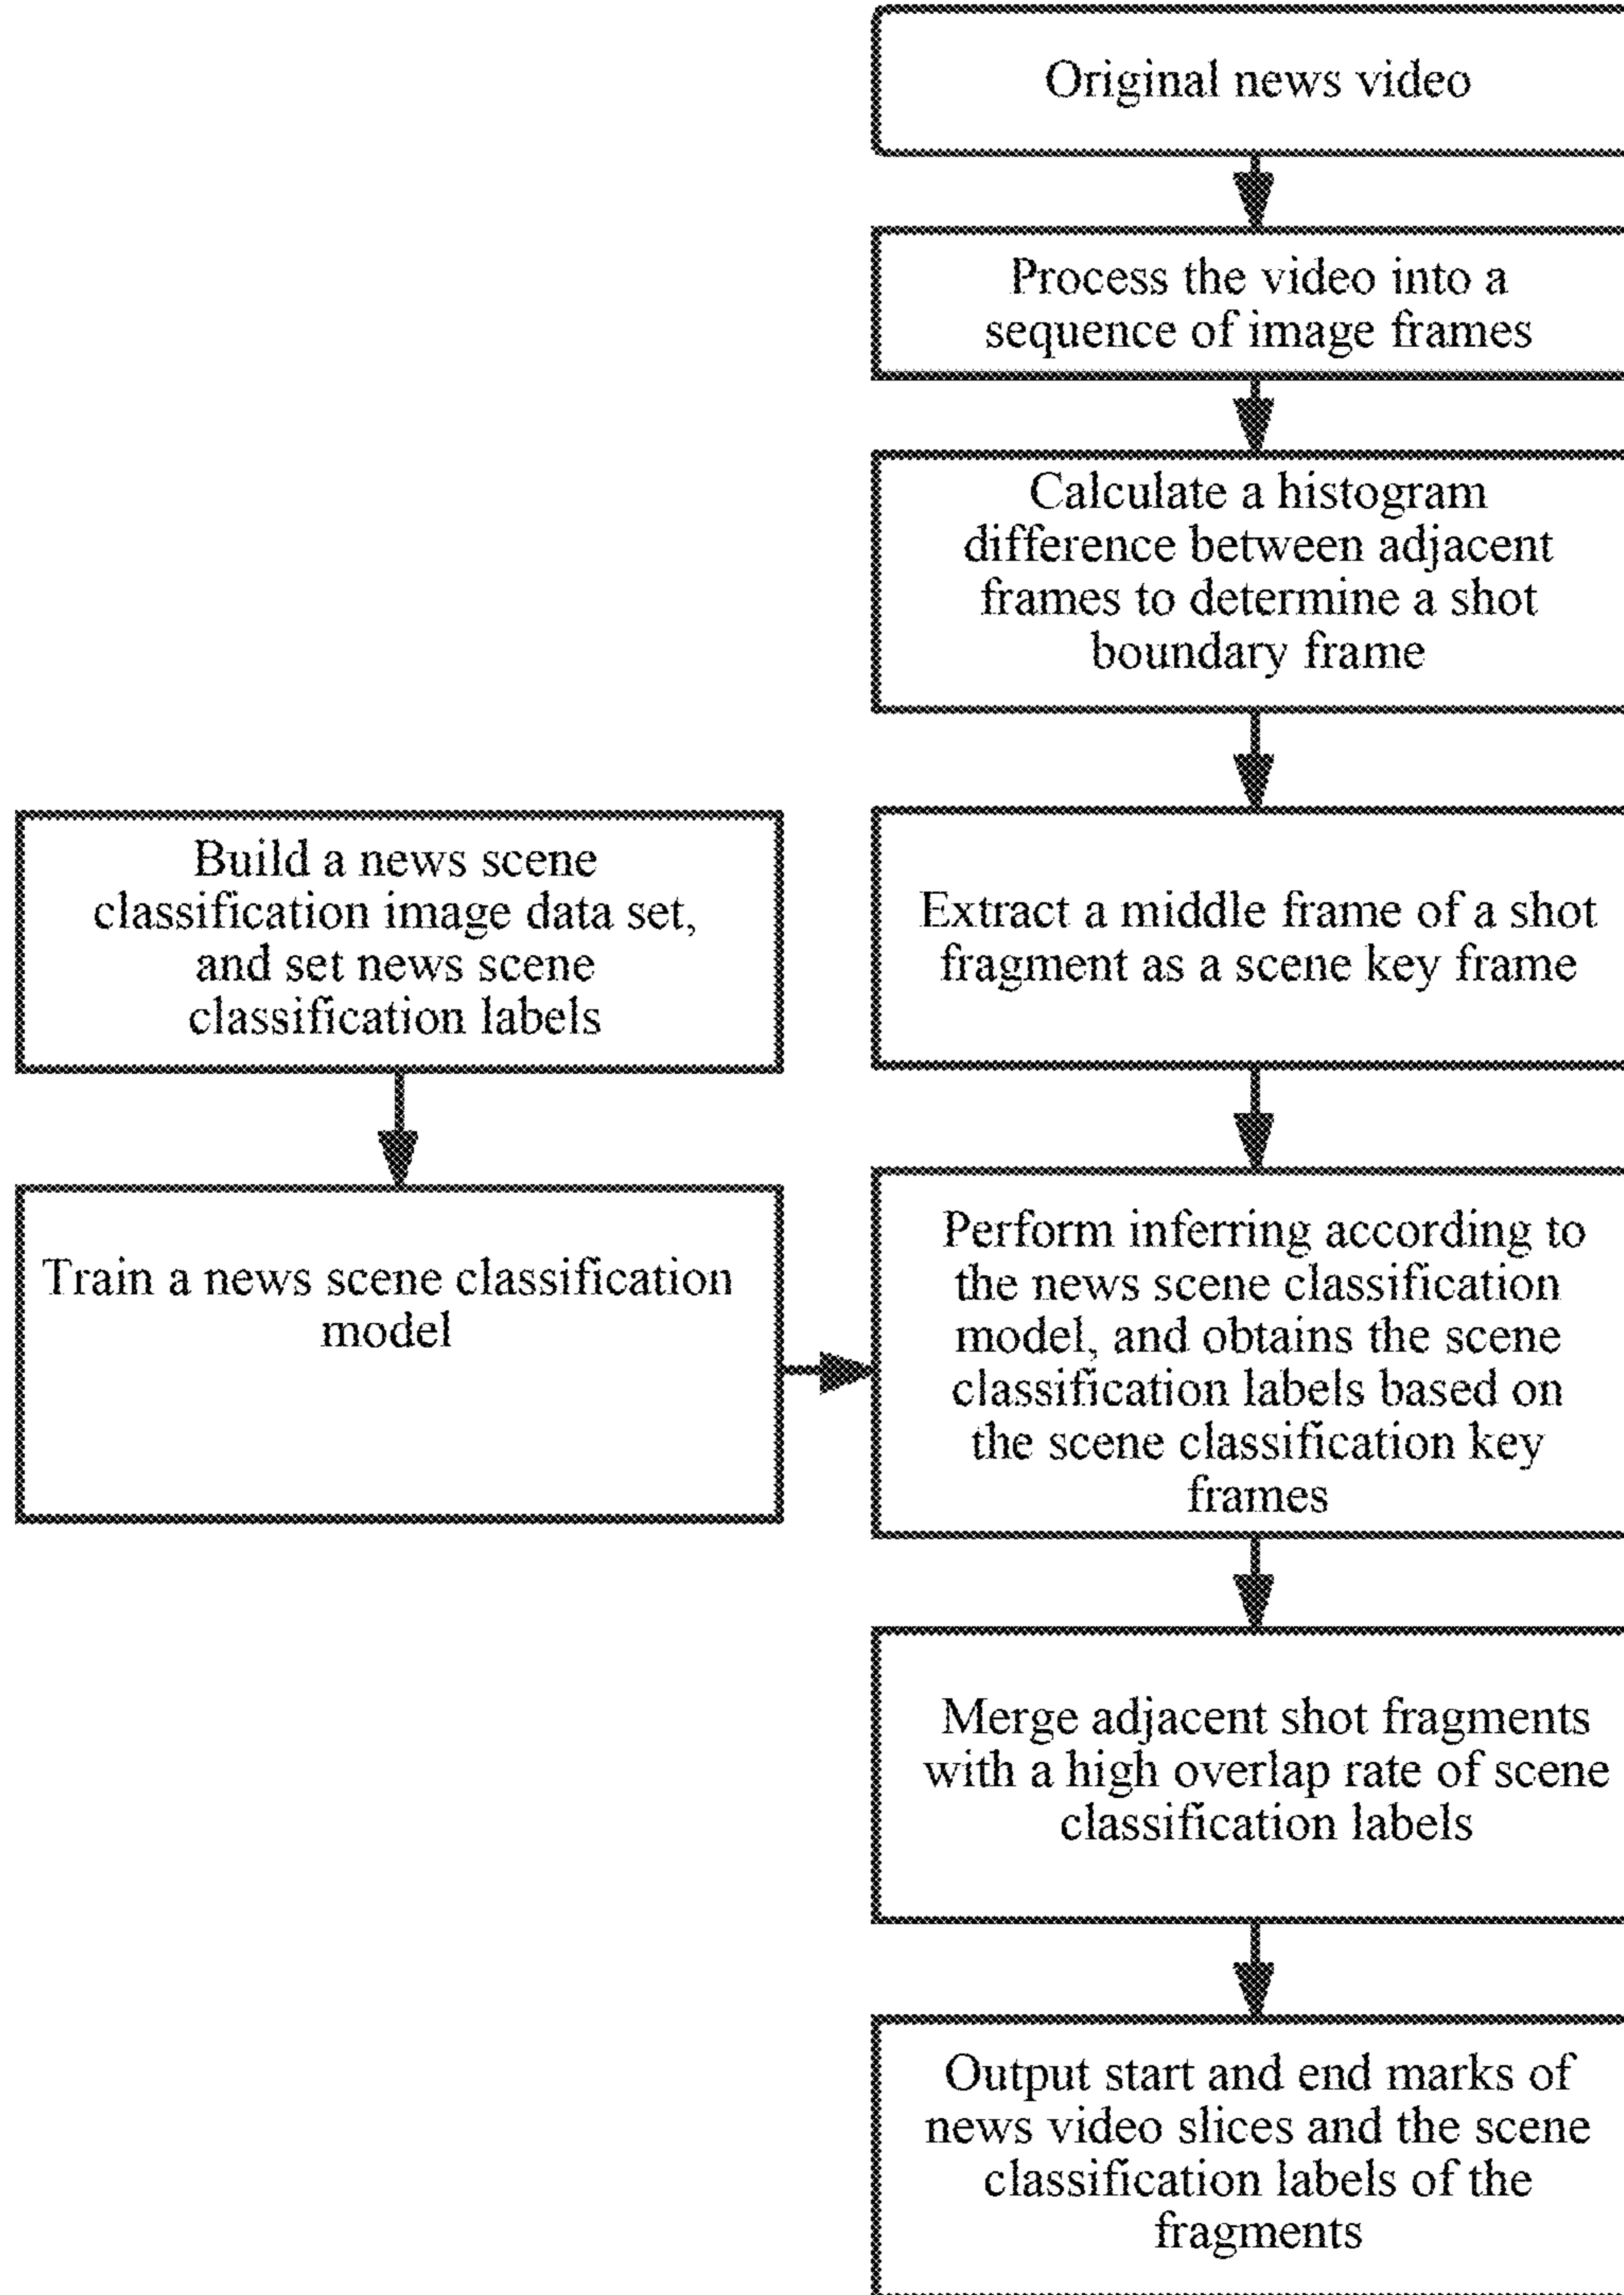 Original news video
Process the video into a
sequence of image frames
Calculate a histogram
difference between adjacent
frames to determine a shot
boundary frame
Build a news scene
classification image data set,
and set news scene
classification labels
Extract a middle frame of a shot
fragment as a scene key frame
Train a news scene classification
model
Perform inferring according to
the news scene classification
model, and obtains the scene
classification labels based on
the scene classification key
frames
Merge adjacent shot fragments
with a high overlap rate of scene
classification labels
Output start and end marks of
news video slices and the scene
classification labels of the
fragments